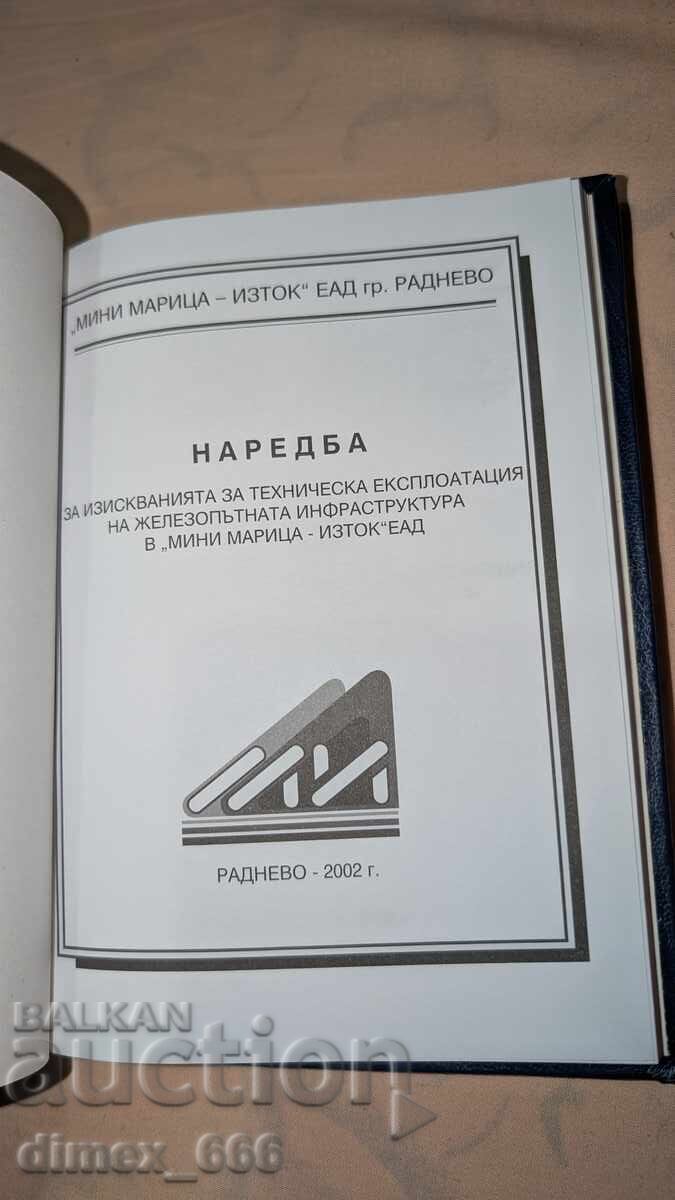 „МИНИ МАРИЦА – ИЗТОК“ ЕАД гр. РАДНЕВО
НАРЕДБА
ЗА ИЗИСКВАНИЯТА ЗА ТЕХНИЧЕСКА ЕКСПЛОАТАЦИЯ
НА ЖЕЛЕЗОПЪТНАТА ИНФРАСТРУКТУРА
В „МИНИ МАРИЦА - ИЗТОК“ЕАД
РАДНЕВО - 2002 г.
BALKAN
auction
dimex_666